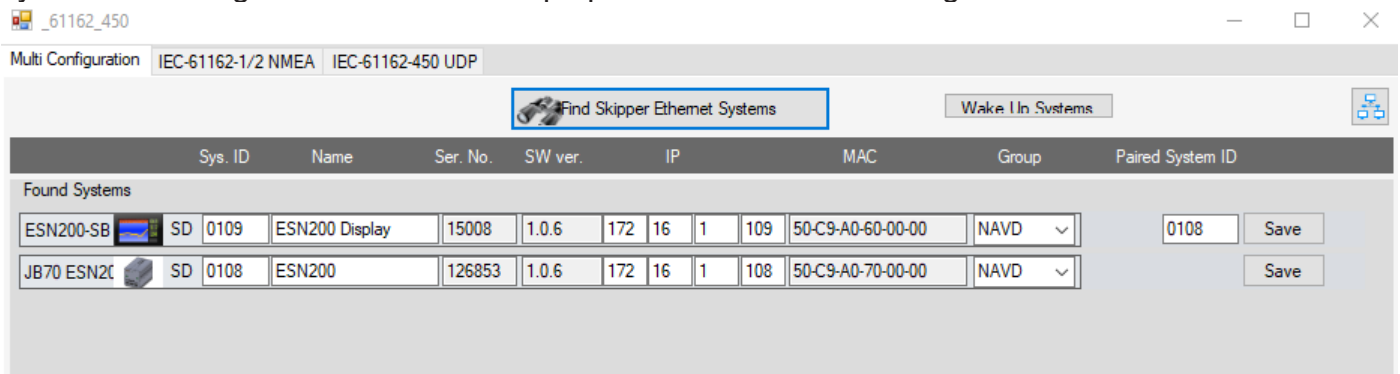 _61162_450
Multi Configuration IEC-61162-1/2 NMEA IEC-61162-450 UDP
Find Skipper Ethernet Systems Wake Up Systems
Sys. ID Name Ser. No. SW ver. IP MAC Group Paired System ID
Found Systems
ESN200-SB SD 0109 ESN200 Display 15008 1.0.6 172 16 1 109 50-C9-A0-60-00-00 NAVD 0108 Save
JB70 ESN20 SD 0108 ESN200 126853 1.0.6 172 16 1 108 50-C9-A0-70-00-00 NAVD Save